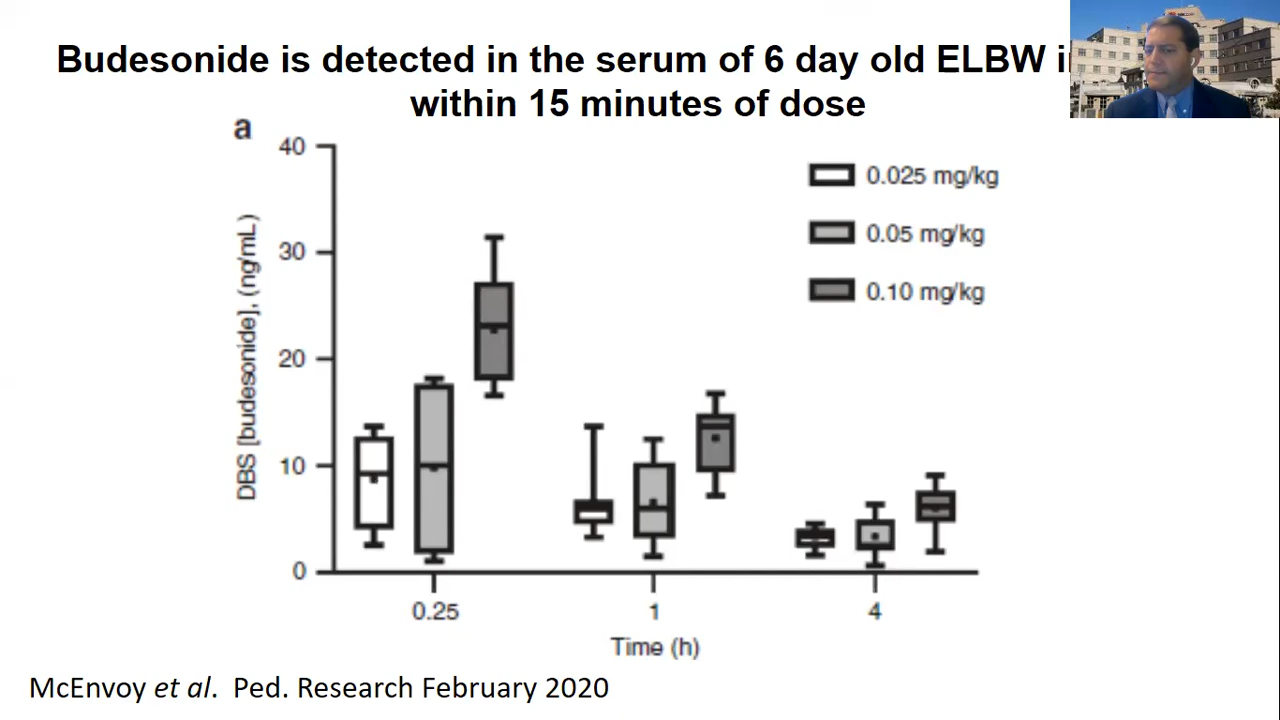 Budesonide is detected in the serum of 6 day old ELBW
within 15 minutes of dose
a
40
30
20
10
0
DBS [budesonide], (ng/mL)
0.025 mg/kg
0.05 mg/kg
0.10 mg/kg
0.25
1
4
Time (h)
McEnvoy et al. Ped. Research February 2020